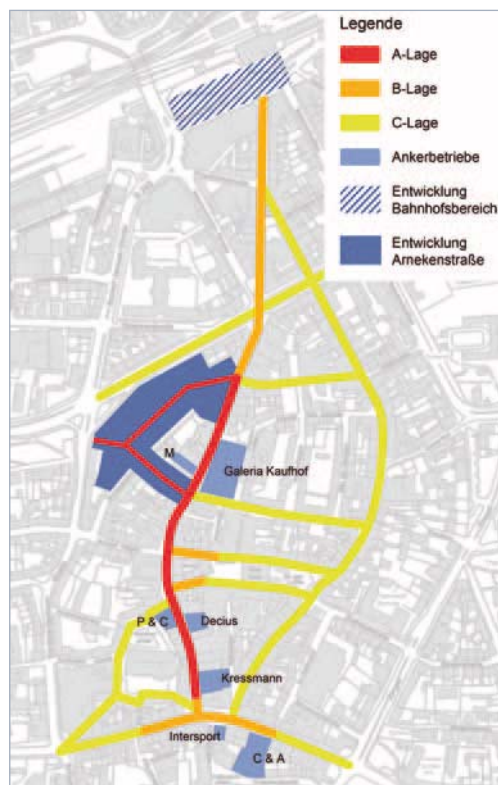 Legende
A-Lage
B-Lage
C-Lage
Ankerbetriebe
Entwicklung
Bahnhofsbereich
Entwicklung
Arnekenstraße
M
Galeria Kaufhof
P & C
Decius
Kressmann
Intersport
C & A